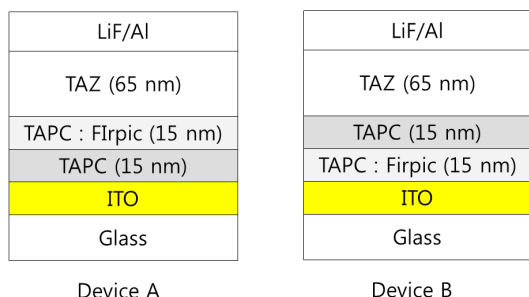 LiF/Al
TAZ (65 nm)
TAPC : FIrpic (15 nm)
TAPC (15 nm)
ITO
Glass
Device A
LiF/Al
TAZ (65 nm)
TAPC (15 nm)
TAPC : Firpic (15 nm)
ITO
Glass
Device B